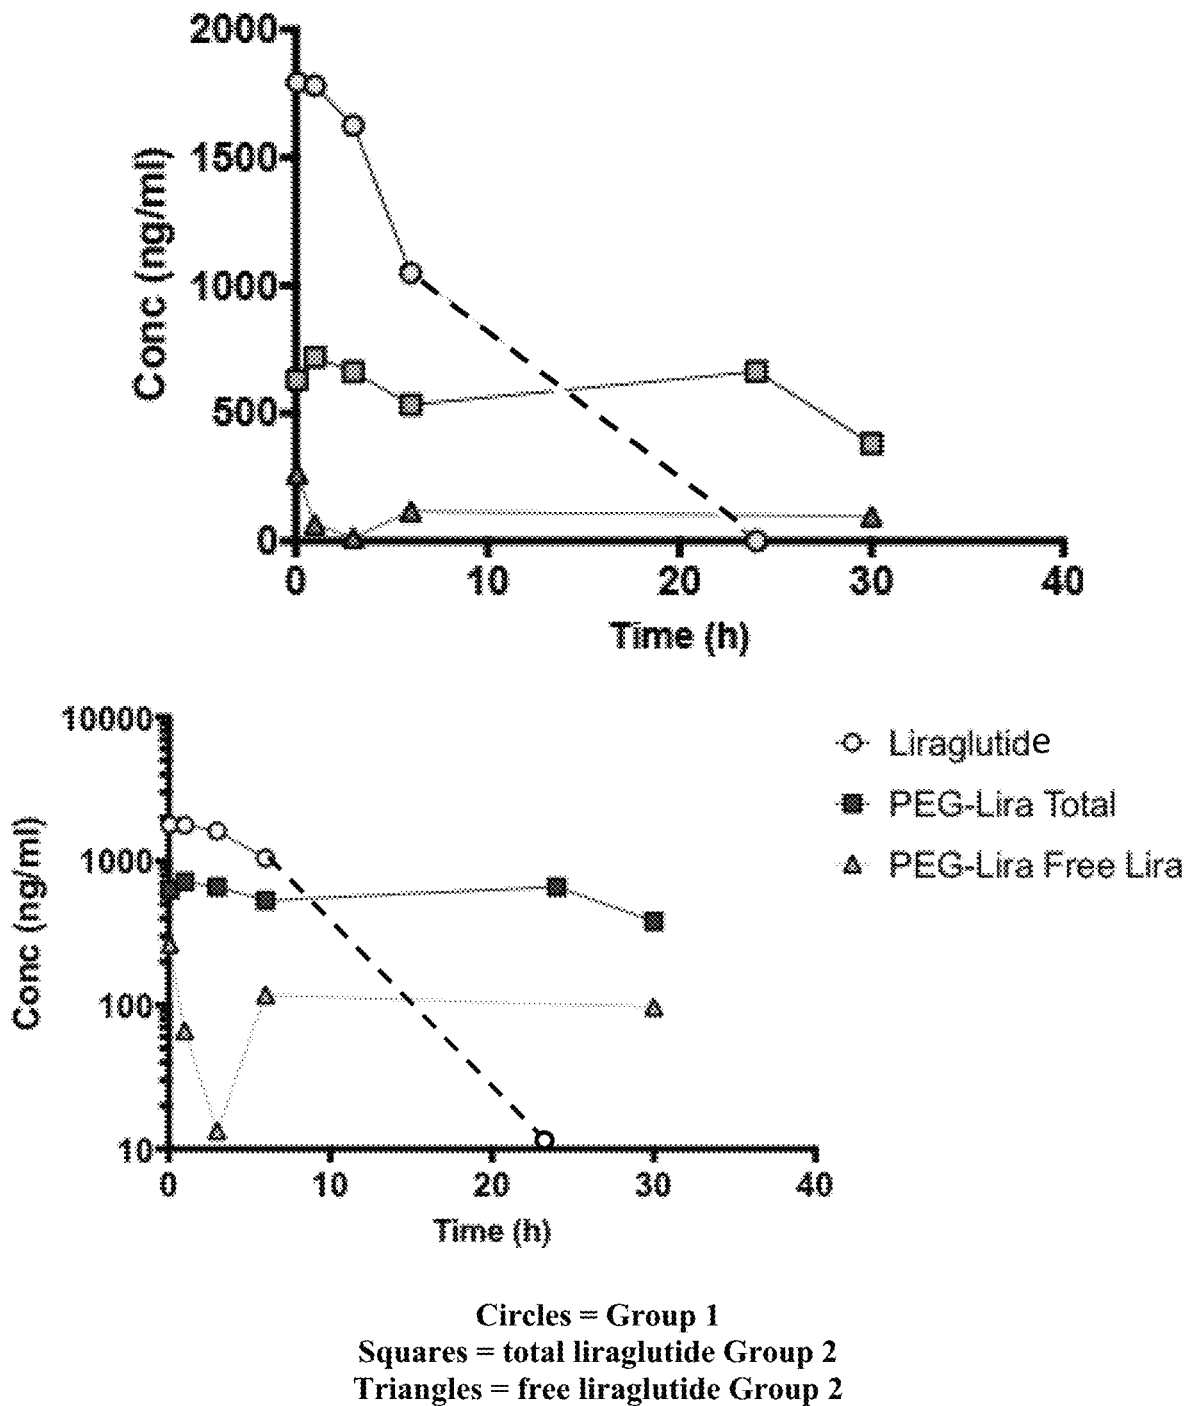 2000
1500
1000
500
0
Conc (ng/ml)
0 10 20 30 40
Time (h)
10000
1000
100
10
Conc (ng/ml)
0 10 20 30 40
Time (h)
Liraglutide
PEG-Lira Total
PEG-Lira Free Lira
Circles = Group 1
Squares = total liraglutide Group 2
Triangles = free liraglutide Group 2